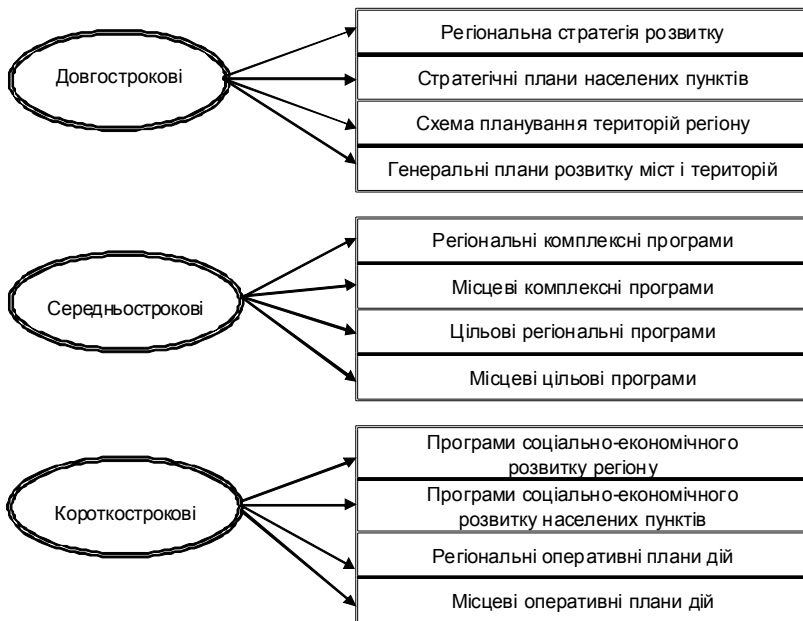 Довгострокові
Регіональна стратегія розвитку
Стратегічні плани населених пунктів
Схема планування територій регіону
Генеральні плани розвитку міст і територій
Середньострокові
Регіональні комплексні програми
Місцеві комплексні програми
Цільові регіональні програми
Місцеві цільові програми
Короткострокові
Програми соціально-економічного
розвитку регіону
Програми соціально-економічного
розвитку населених пунктів
Регіональні оперативні плани дій
Місцеві оперативні плани дій